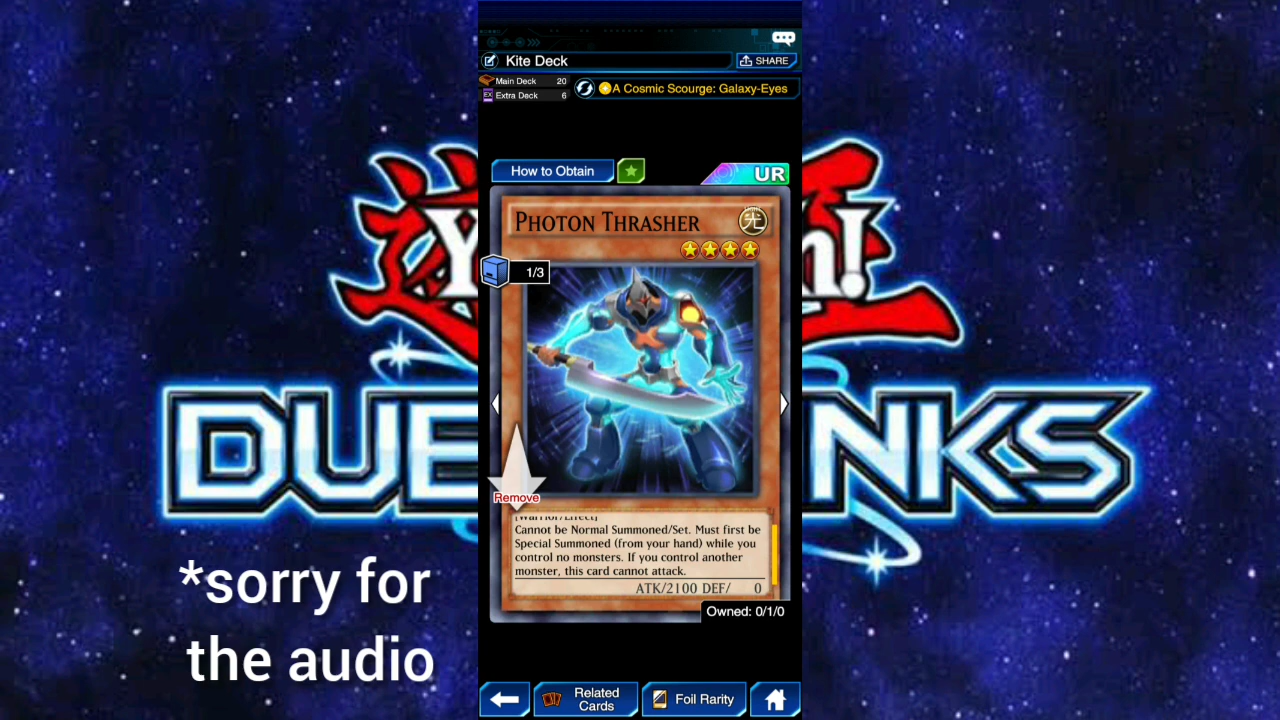 Kite Deck
SHARE
Main Deck 20
EX Extra Deck 6
A Cosmic Scourge: Galaxy-Eyes
How to Obtain
UR
PHOTON THRASHER
光
1/3
Remove
[Warrior/Effect]
Cannot be Normal Summoned/Set. Must first be
Special Summoned (from your hand) while you
control no monsters. If you control another
monster, this card cannot attack.
ATK/2100 DEF/ 0
Owned: 0/1/0
*sorry for
the audio
Related
Cards
Foil Rarity